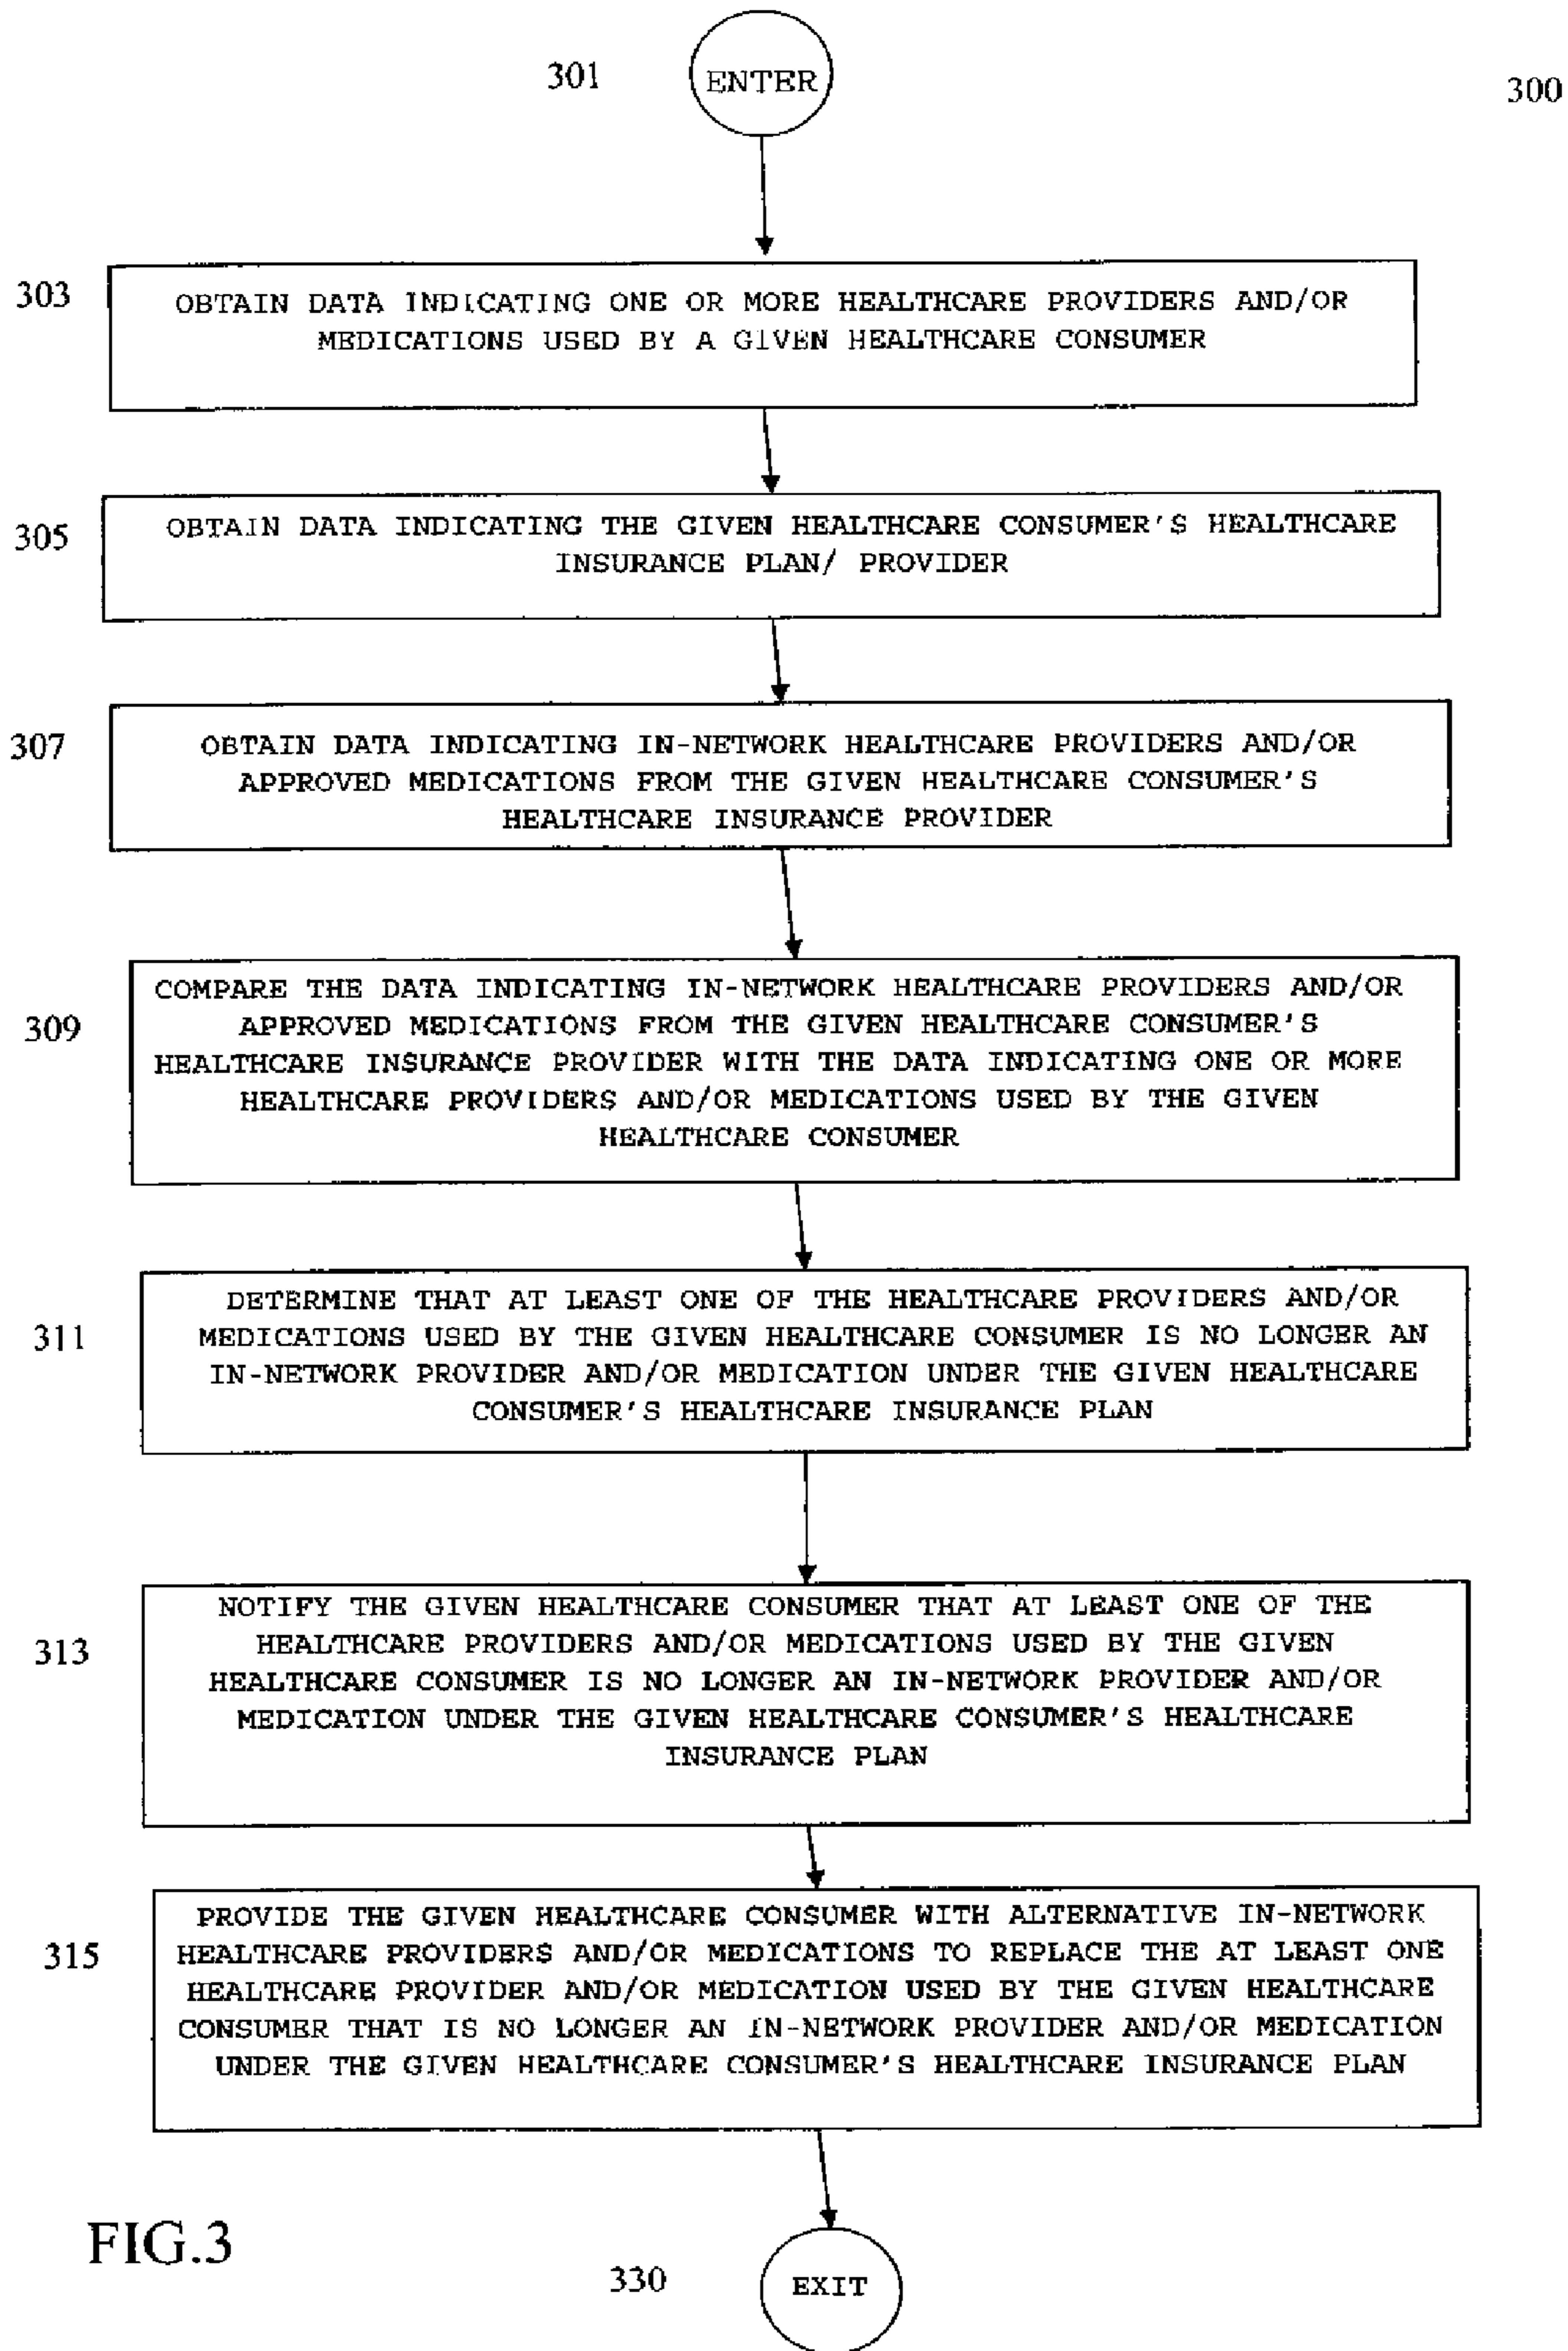 301
ENTER
300
303
OBTAIN DATA INDICATING ONE OR MORE HEALTHCARE PROVIDERS AND/OR
MEDICATIONS USED BY A GIVEN HEALTHCARE CONSUMER
305
OBTAIN DATA INDICATING THE GIVEN HEALTHCARE CONSUMER'S HEALTHCARE
INSURANCE PLAN/ PROVIDER
307
OBTAIN DATA INDICATING IN-NETWORK HEALTHCARE PROVIDERS AND/OR
APPROVED MEDICATIONS FROM THE GIVEN HEALTHCARE CONSUMER'S
HEALTHCARE INSURANCE PROVIDER
309
COMPARE THE DATA INDICATING IN-NETWORK HEALTHCARE PROVIDERS AND/OR
APPROVED MEDICATIONS FROM THE GIVEN HEALTHCARE CONSUMER'S
HEALTHCARE INSURANCE PROVIDER WITH THE DATA INDICATING ONE OR MORE
HEALTHCARE PROVIDERS AND/OR MEDICATIONS USED BY THE GIVEN
HEALTHCARE CONSUMER
311
DETERMINE THAT AT LEAST ONE OF THE HEALTHCARE PROVIDERS AND/OR
MEDICATIONS USED BY THE GIVEN HEALTHCARE CONSUMER IS NO LONGER AN
IN-NETWORK PROVIDER AND/OR MEDICATION UNDER THE GIVEN HEALTHCARE
CONSUMER'S HEALTHCARE INSURANCE PLAN
313
NOTIFY THE GIVEN HEALTHCARE CONSUMER THAT AT LEAST ONE OF THE
HEALTHCARE PROVIDERS AND/OR MEDICATIONS USED BY THE GIVEN
HEALTHCARE CONSUMER IS NO LONGER AN IN-NETWORK PROVIDER AND/OR
MEDICATION UNDER THE GIVEN HEALTHCARE CONSUMER'S HEALTHCARE
INSURANCE PLAN
315
PROVIDE THE GIVEN HEALTHCARE CONSUMER WITH ALTERNATIVE IN-NETWORK
HEALTHCARE PROVIDERS AND/OR MEDICATIONS TO REPLACE THE AT LEAST ONE
HEALTHCARE PROVIDER AND/OR MEDICATION USED BY THE GIVEN HEALTHCARE
CONSUMER THAT IS NO LONGER AN IN-NETWORK PROVIDER AND/OR MEDICATION
UNDER THE GIVEN HEALTHCARE CONSUMER'S HEALTHCARE INSURANCE PLAN
FIG.3
330
EXIT